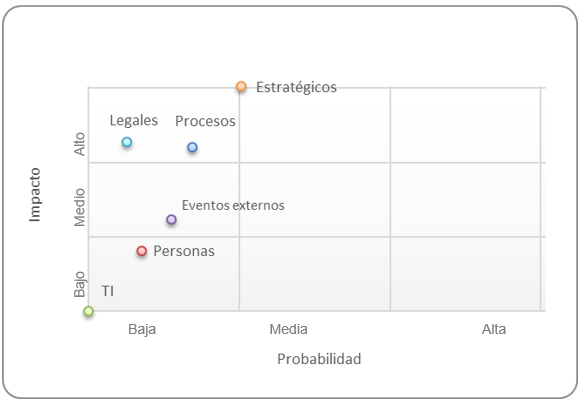 Estratégicos
Legales
Procesos
Alto
Impacto
Medio
Eventos externos
Personas
Bajo
TI
Baja
Media
Alta
Probabilidad